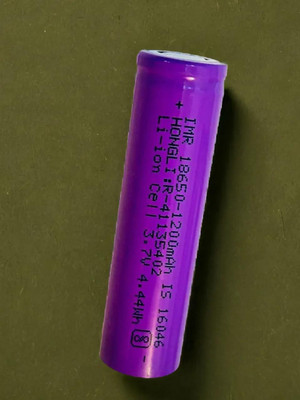 + IMR 18650-1200mAh IS 16046
HONGLI:R-41135402
Li-ion Cell 3.7V 4.44Wh -